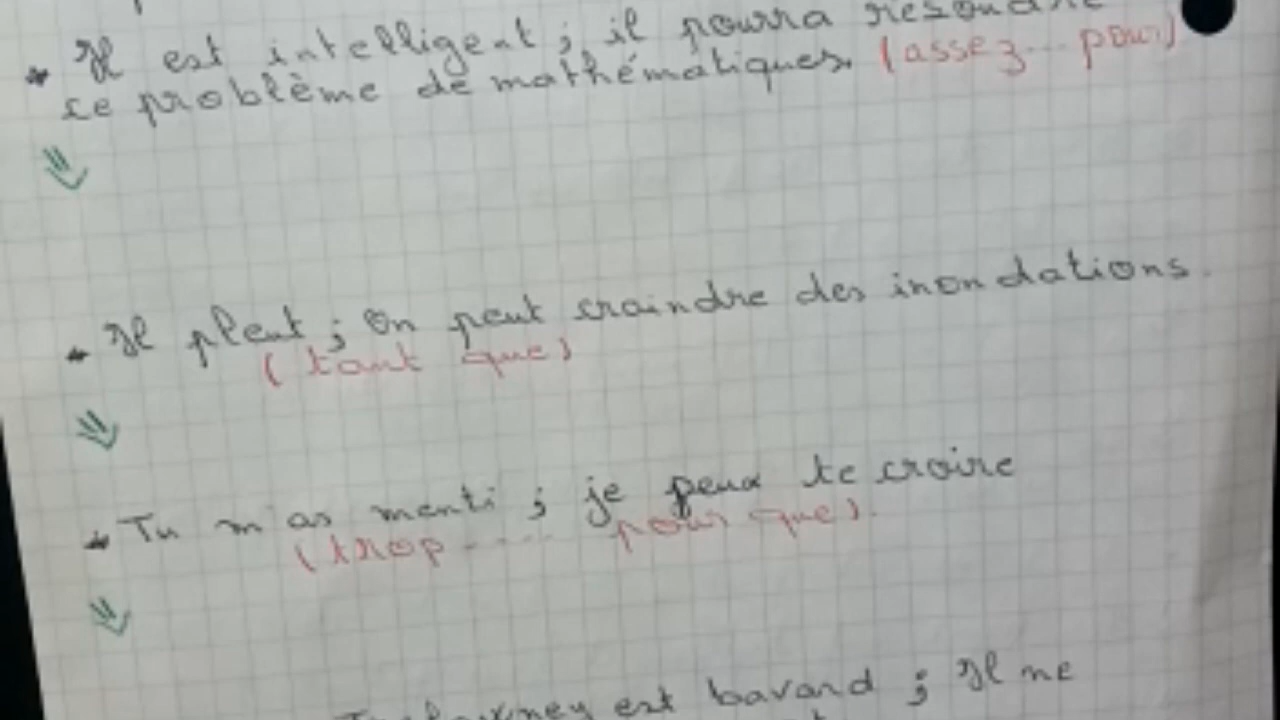 * Il est intelligent ; il pourra résoudre
ce problème de mathématiques. (assez... pour)
* Il pleut ; On peut craindre des inondations.
(tant que)
* Tu m'as menti ; je peux te croire
(trop..... pour que).
est bavard ; Il ne